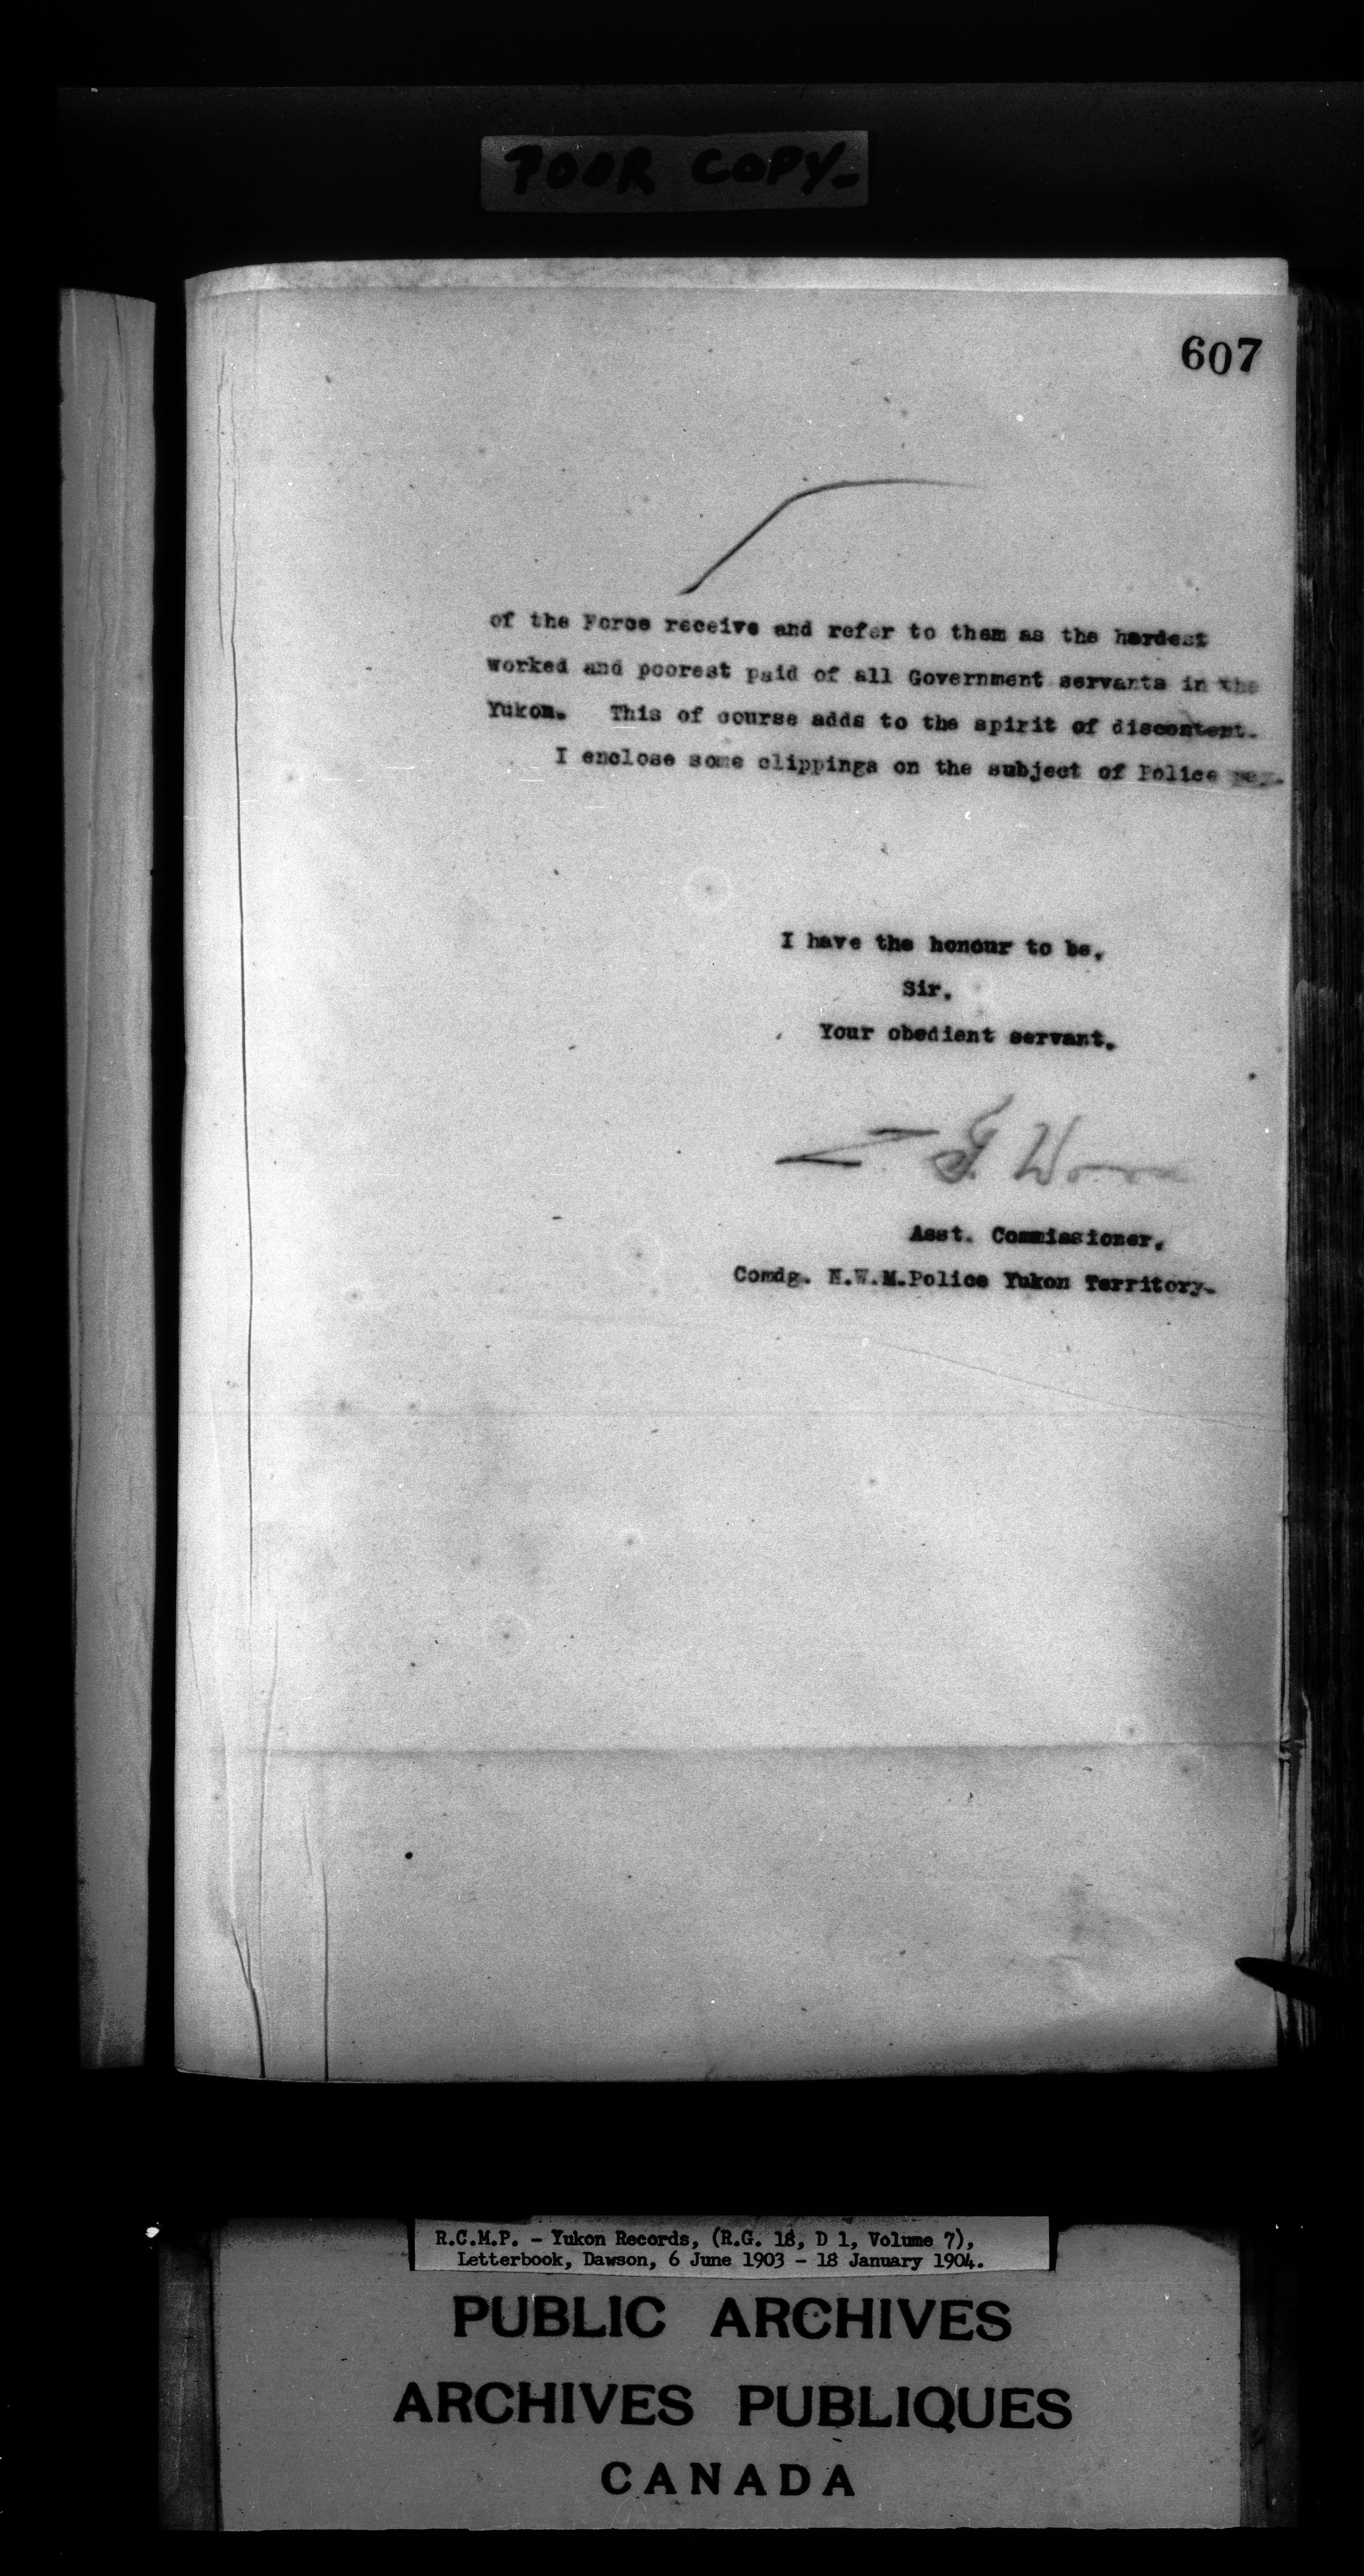 POOR COPY-
607
of the Force receive and refer to them as the hardest
worked and poorest paid of all Government servants in the
Yukon. This of course adds to the spirit of discontent.
I enclose some clippings on the subject of Police pay.
I have the honour to be,
Sir,
Your obedient servant.
Z T Wood
Asst. Commissioner,
Comdg. N.W.M.Police Yukon Territory.
R.C.M.P. - Yukon Records, (R.G. 18, D 1, Volume 7),
Letterbook, Dawson, 6 June 1903 - 18 January 1904.
PUBLIC ARCHIVES
ARCHIVES PUBLIQUES
CANADA